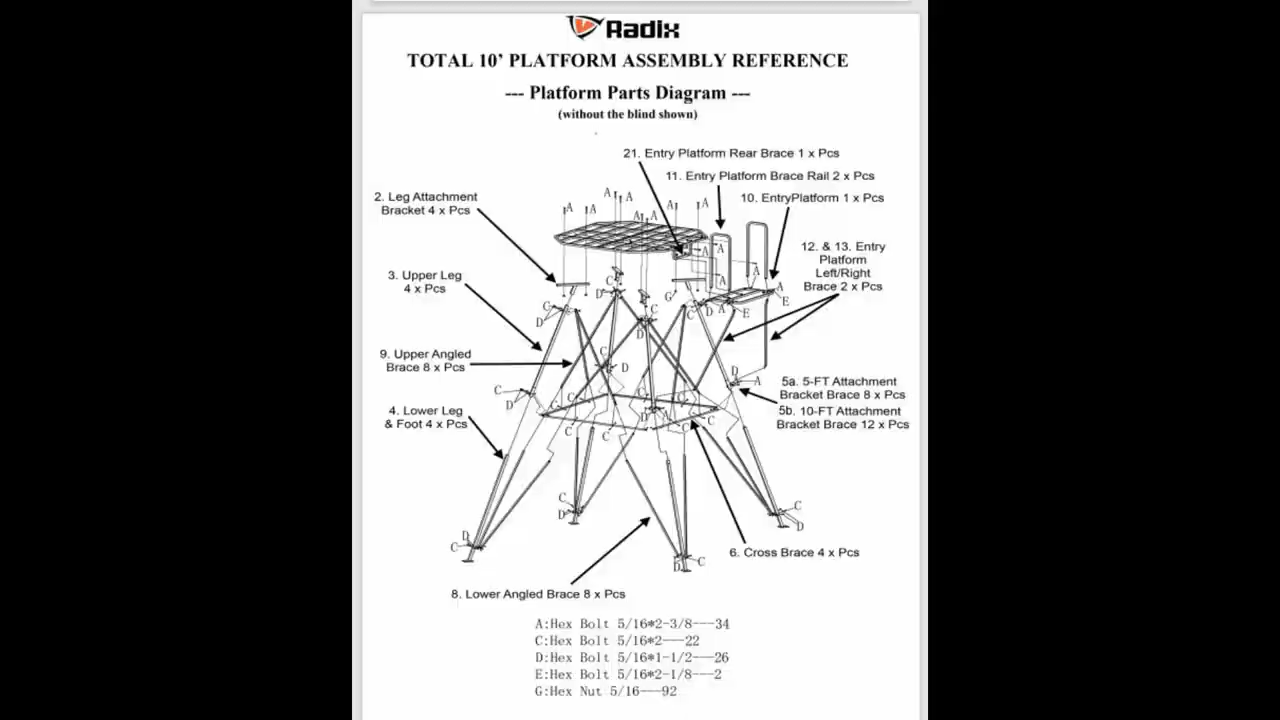 Radix
TOTAL 10' PLATFORM ASSEMBLY REFERENCE
--- Platform Parts Diagram ---
(without the blind shown)
21. Entry Platform Rear Brace 1 x Pcs
11. Entry Platform Brace Rail 2 x Pcs
10. EntryPlatform 1 x Pcs
2. Leg Attachment
Bracket 4 x Pcs
12. & 13. Entry
Platform
Left/Right
Brace 2 x Pcs
3. Upper Leg
4 x Pcs
9. Upper Angled
Brace 8 x Pcs
4. Lower Leg
& Foot 4 x Pcs
5a. 5-FT Attachment
Bracket Brace 8 x Pcs
5b. 10-FT Attachment
Bracket Brace 12 x Pcs
6. Cross Brace 4 x Pcs
8. Lower Angled Brace 8 x Pcs
A:Hex Bolt 5/16*2-3/8---34
C:Hex Bolt 5/16*2---22
D:Hex Bolt 5/16*1-1/2---26
E:Hex Bolt 5/16*2-1/8---2
G:Hex Nut 5/16---92